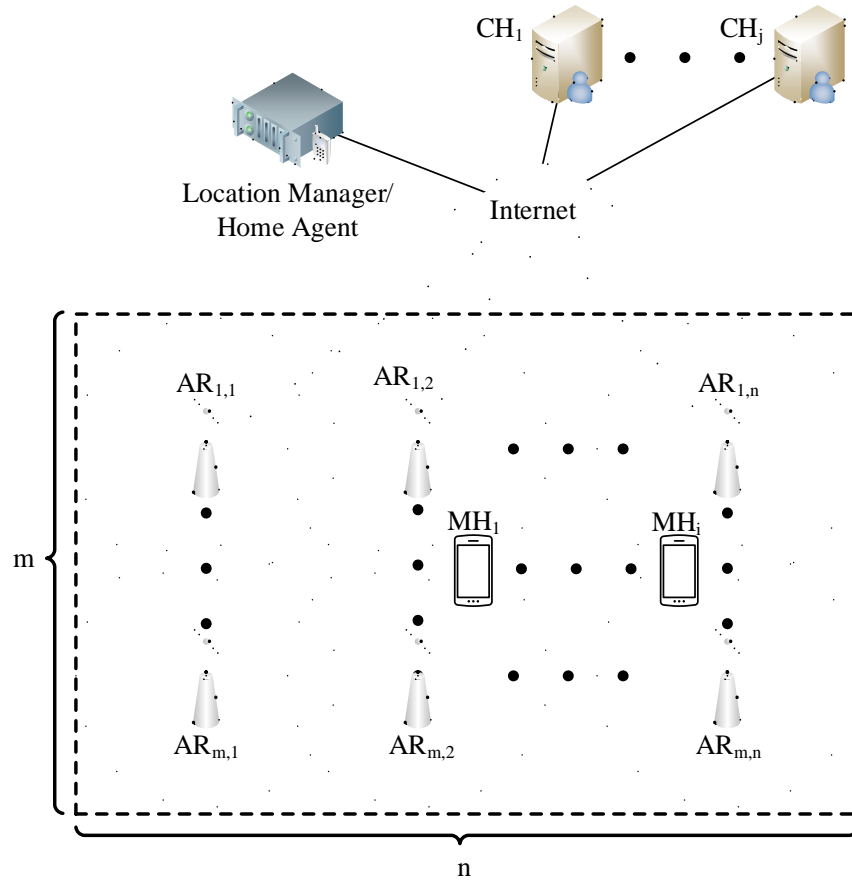 CH₁
CHⱼ
Location Manager/
Home Agent
Internet
AR₁,₁
AR₁,₂
AR₁,ₙ
MH₁
MHᵢ
m
ARₘ,₁
ARₘ,₂
ARₘ,ₙ
n